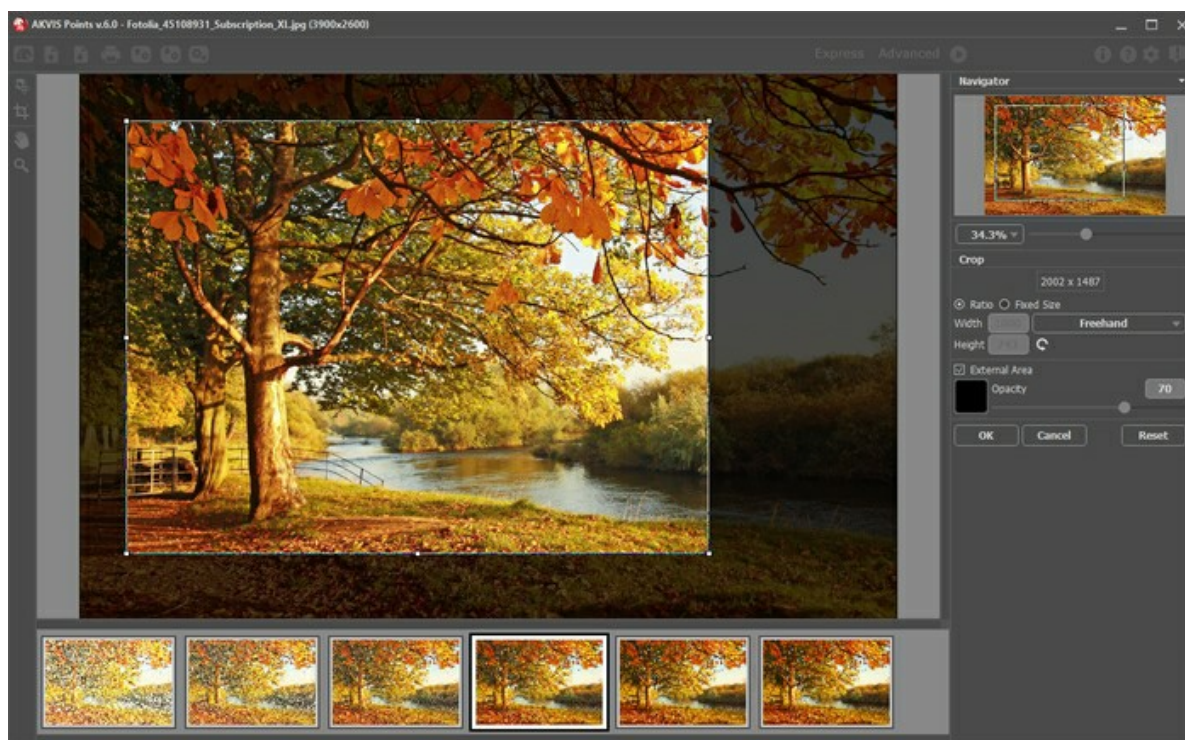 AKVIS Points v.6.0 - Fotolia_45108931_Subscription_XL.jpg (3900x2600)
Express Advanced
Navigator
34.3%
Crop
2002 x 1487
Ratio Fixed Size
Width Freehand
Height
External Area
Opacity 70
OK Cancel Reset